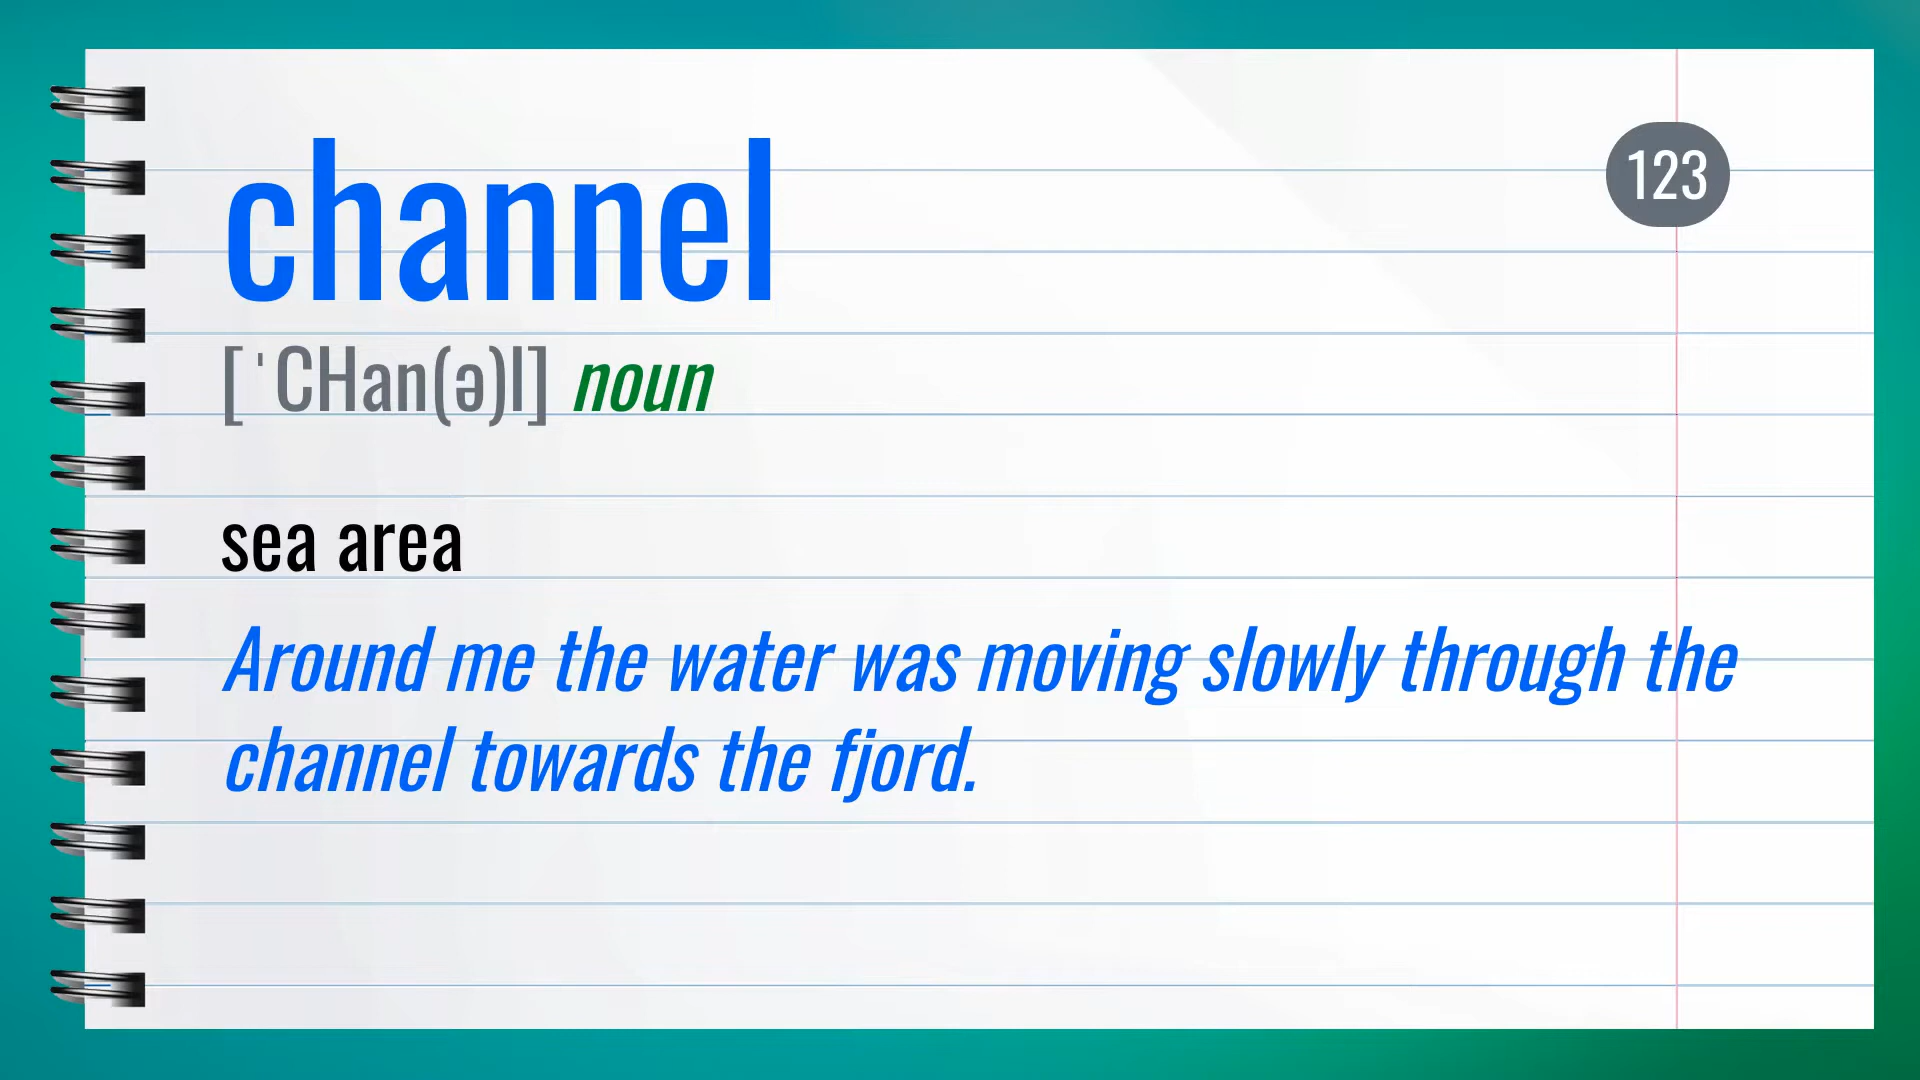 channel
123
[ˈCHan(ə)l] noun
sea area
Around me the water was moving slowly through the
channel towards the fjord.